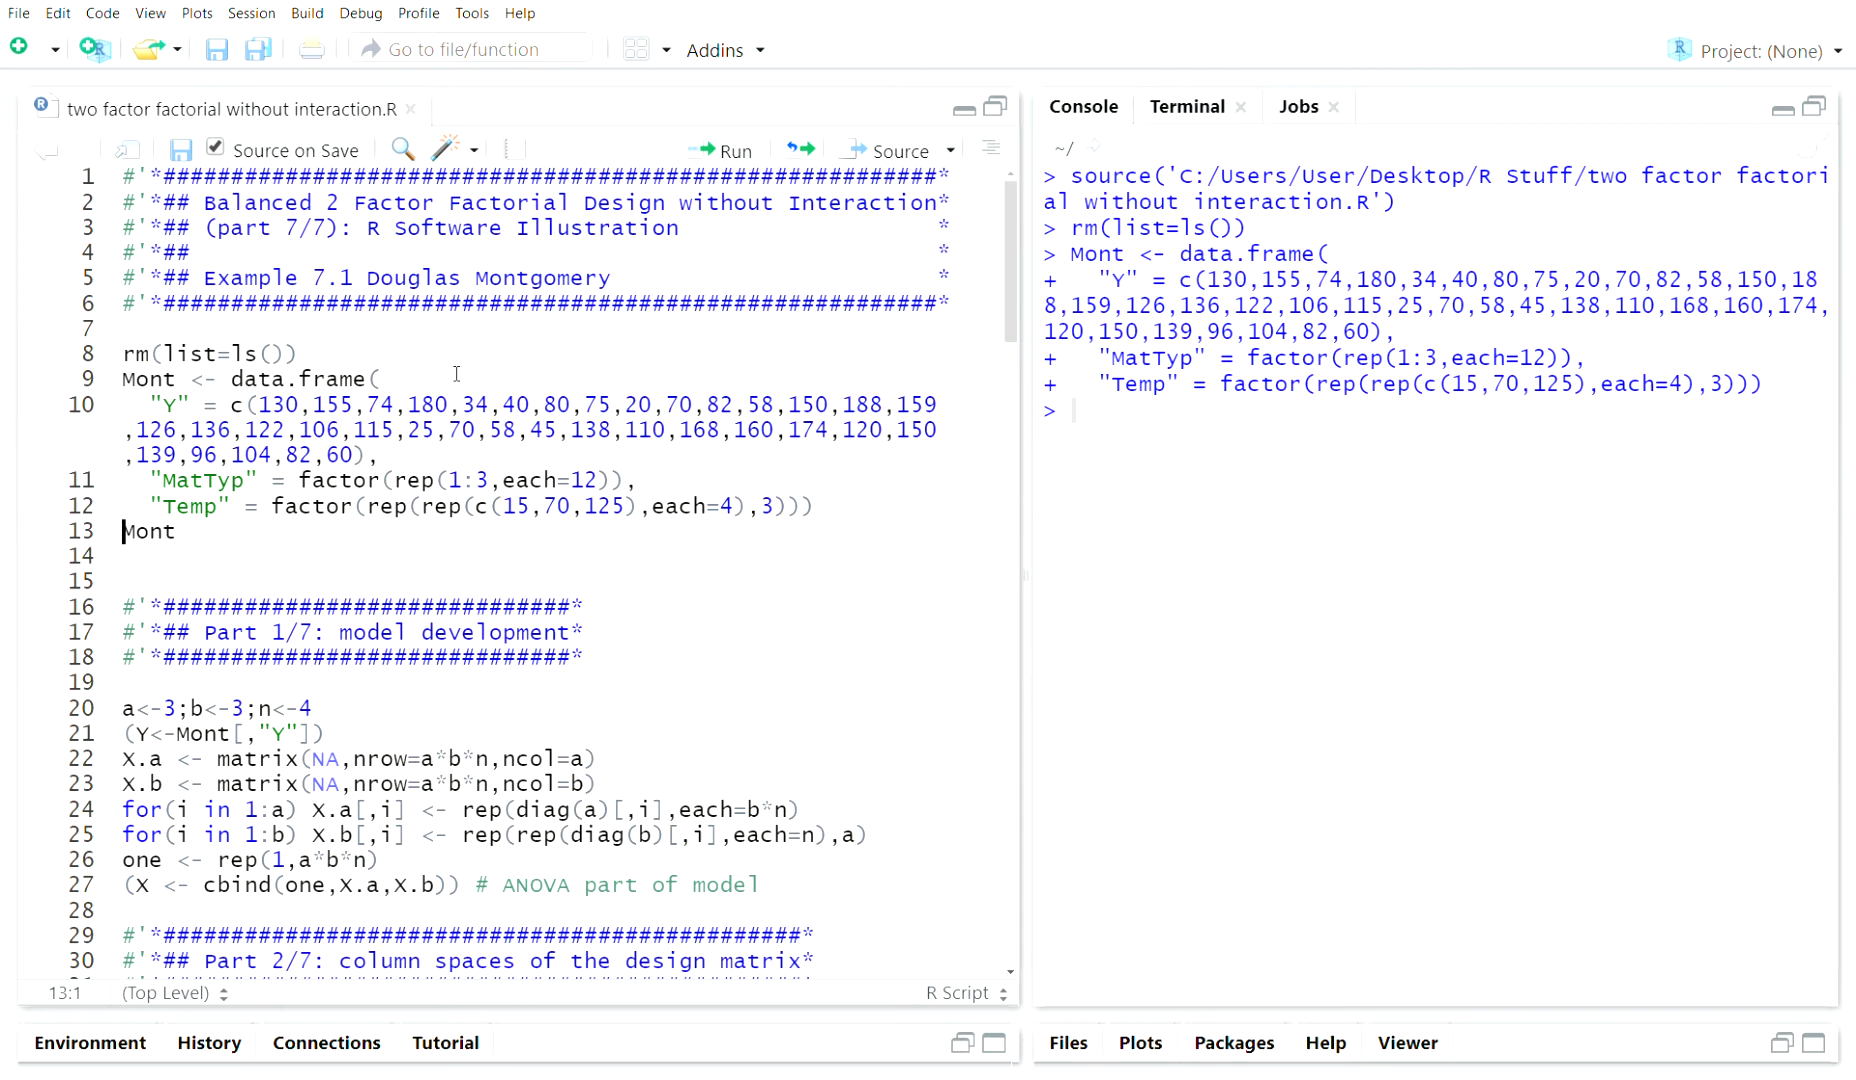 File Edit Code View Plots Session Build Debug Profile Tools Help
Go to file/function Addins Project: (None)
two factor factorial without interaction.R
Source on Save Run Source
1 #'*#########################################################*
2 #'*## Balanced 2 Factor Factorial Design without Interaction*
3 #'*## (part 7/7): R Software Illustration *
4 #'*## *
5 #'*## Example 7.1 Douglas Montgomery *
6 #'*#########################################################*
7
8 rm(list=ls())
9 Mont <- data.frame(
10 "Y" = c(130,155,74,180,34,40,80,75,20,70,82,58,150,188,159
,126,136,122,106,115,25,70,58,45,138,110,168,160,174,120,150
,139,96,104,82,60),
11 "MatTyp" = factor(rep(1:3,each=12)),
12 "Temp" = factor(rep(rep(c(15,70,125),each=4),3)))
13 Mont
14
15
16 #'*##############################*
17 #'*## Part 1/7: model development*
18 #'*##############################*
19
20 a<-3;b<-3;n<-4
21 (Y<-Mont[,"Y"])
22 X.a <- matrix(NA,nrow=a*b*n,ncol=a)
23 X.b <- matrix(NA,nrow=a*b*n,ncol=b)
24 for(i in 1:a) X.a[,i] <- rep(diag(a)[,i],each=b*n)
25 for(i in 1:b) X.b[,i] <- rep(rep(diag(b)[,i],each=n),a)
26 one <- rep(1,a*b*n)
27 (X <- cbind(one,X.a,X.b)) # ANOVA part of model
28
29 #'*###############################################*
30 #'*## Part 2/7: column spaces of the design matrix*
13:1 (Top Level) R Script
Environment History Connections Tutorial
Console Terminal Jobs
~/
> source('C:/Users/User/Desktop/R Stuff/two factor factori
al without interaction.R')
> rm(list=ls())
> Mont <- data.frame(
+ "Y" = c(130,155,74,180,34,40,80,75,20,70,82,58,150,18
8,159,126,136,122,106,115,25,70,58,45,138,110,168,160,174,
120,150,139,96,104,82,60),
+ "MatTyp" = factor(rep(1:3,each=12)),
+ "Temp" = factor(rep(rep(c(15,70,125),each=4),3)))
>
Files Plots Packages Help Viewer